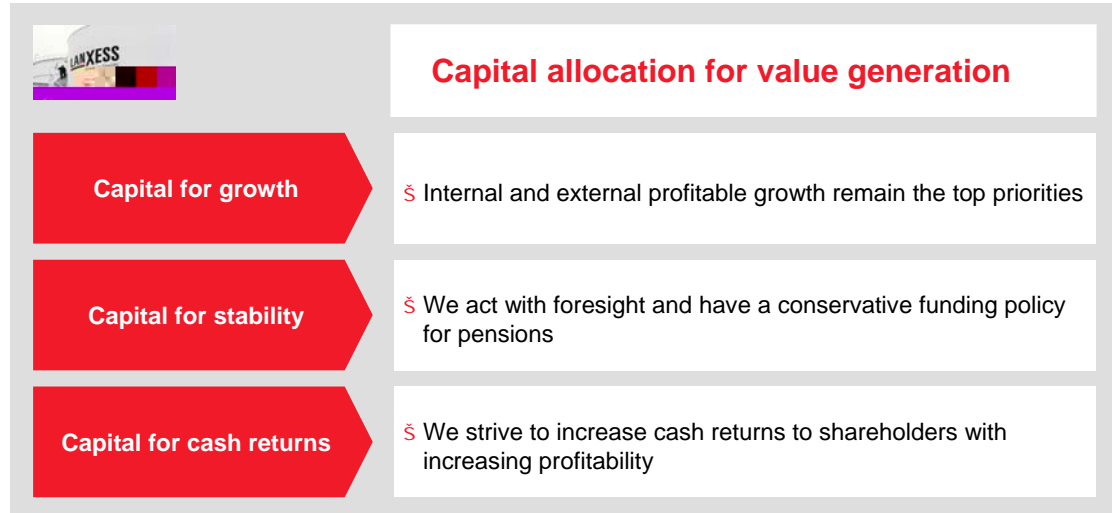 LANXESS
Capital allocation for value generation
Capital for growth
š Internal and external profitable growth remain the top priorities
Capital for stability
š We act with foresight and have a conservative funding policy
for pensions
Capital for cash returns
š We strive to increase cash returns to shareholders with
increasing profitability